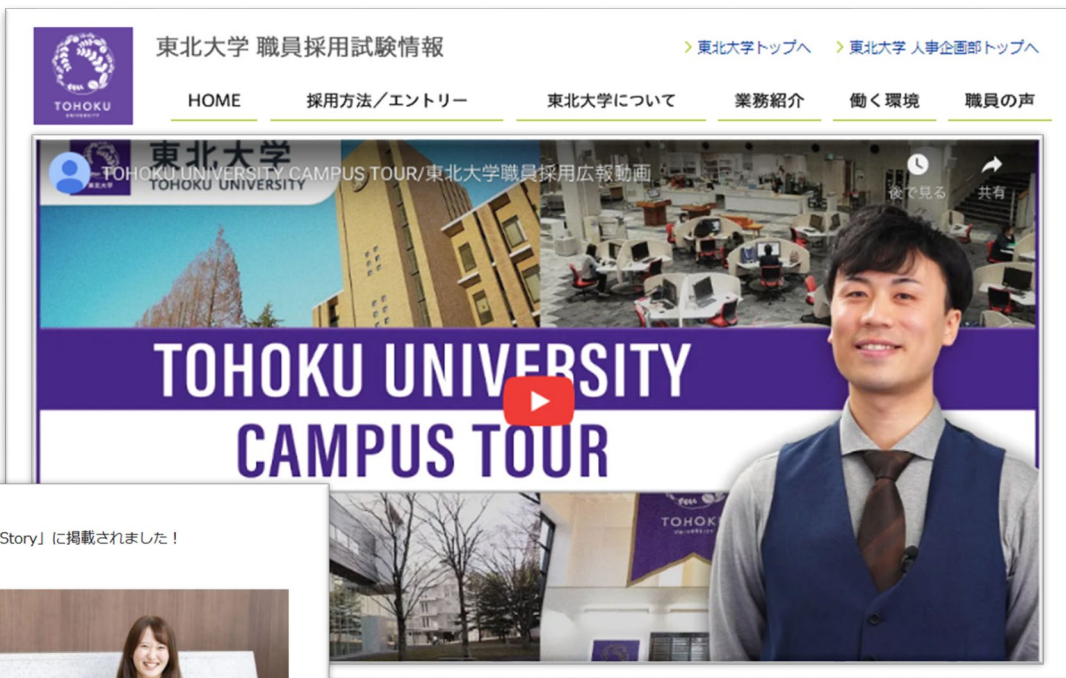 東北大学 職員採用試験情報
> 東北大学トップへ
> 東北大学 人事企画部トップへ
TOHOKU
UNIVERSITY
HOME
採用方法/エントリー
東北大学について
業務紹介
働く環境
職員の声
東北大学
TOHOKU UNIVERSITY
TOHOKU UNIVERSITY CAMPUS TOUR/東北大学職員採用広報動画
後で見る
共有
TOHOKU UNIVERSITY
CAMPUS TOUR
TOHOK
Story」に掲載されました!